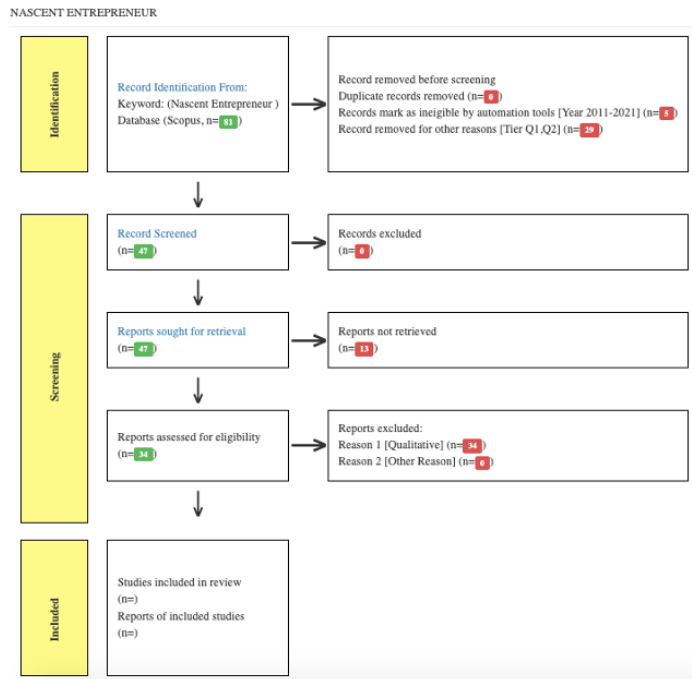 NASCENT ENTREPRENEUR
Identification
Record Identification From:
Keyword: (Nascent Entrepreneur )
Database (Scopus, n= 81 )
Record removed before screening
Duplicate records removed (n= 0 )
Records mark as ineigible by automation tools [Year 2011-2021] (n= 5 )
Record removed for other reasons [Tier Q1,Q2] (n= 29 )
Screening
Record Screened
(n= 47 )
Records excluded
(n= 0 )
Reports sought for retrieval
(n= 47 )
Reports not retrieved
(n= 13 )
Reports assessed for eligibility
(n= 34 )
Reports excluded:
Reason 1 [Qualitative] (n= 34 )
Reason 2 [Other Reason] (n= 0 )
Included
Studies included in review
(n=)
Reports of included studies
(n=)